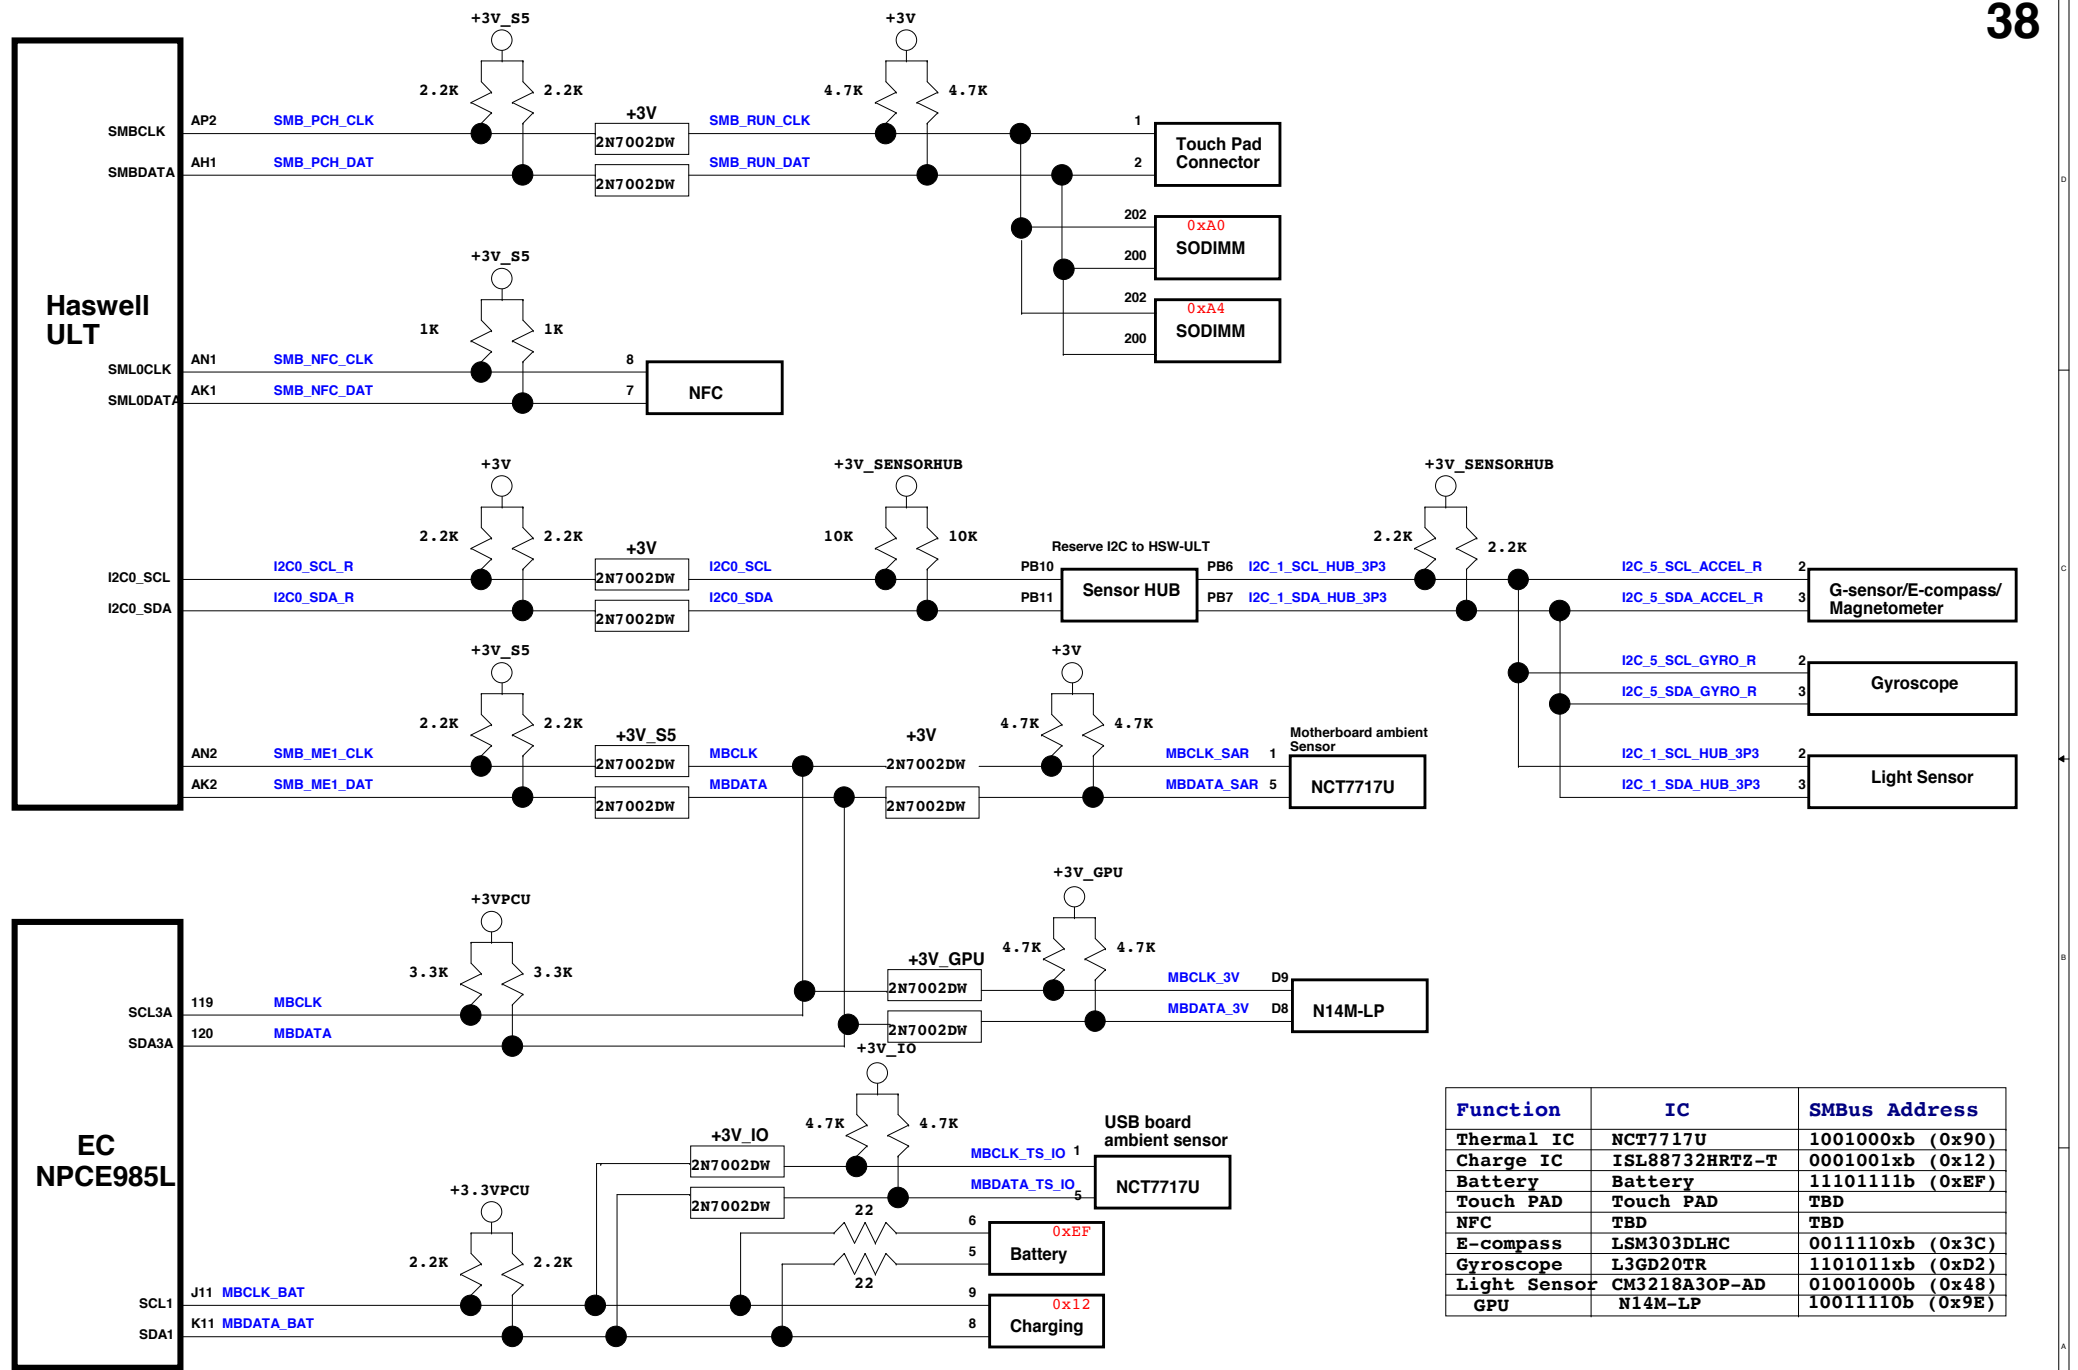 38
+3V_S5
+3V
2.2K 2.2K
4.7K 4.7K
SMBCLK AP2 SMB_PCH_CLK +3V SMB_RUN_CLK 1
2N7002DW
Touch Pad
Connector
SMBDATA AH1 SMB_PCH_DAT SMB_RUN_DAT 2
2N7002DW
202 0xA0
SODIMM
200
202 0xA4
SODIMM
200
Haswell
ULT
+3V_S5
1K 1K
SML0CLK AN1 SMB_NFC_CLK 8
SML0DATA AK1 SMB_NFC_DAT 7
NFC
+3V +3V_SENSORHUB +3V_SENSORHUB
2.2K 2.2K 10K 10K 2.2K 2.2K
Reserve I2C to HSW-ULT
I2C0_SCL I2C0_SCL_R +3V I2C0_SCL PB10 PB6 I2C_1_SCL_HUB_3P3 I2C_5_SCL_ACCEL_R 2
2N7002DW
Sensor HUB
G-sensor/E-compass/
Magnetometer
I2C0_SDA I2C0_SDA_R I2C0_SDA PB11 PB7 I2C_1_SDA_HUB_3P3 I2C_5_SDA_ACCEL_R 3
2N7002DW
I2C_5_SCL_GYRO_R 2
Gyroscope
I2C_5_SDA_GYRO_R 3
I2C_1_SCL_HUB_3P3 2
Light Sensor
I2C_1_SDA_HUB_3P3 3
+3V_S5 +3V
2.2K 2.2K 4.7K 4.7K
Motherboard ambient
Sensor
AN2 SMB_ME1_CLK +3V_S5 MBCLK +3V MBCLK_SAR 1
2N7002DW 2N7002DW
NCT7717U
AK2 SMB_ME1_DAT MBDATA MBDATA_SAR 5
2N7002DW 2N7002DW
+3VPCU +3V_GPU
3.3K 3.3K 4.7K 4.7K
+3V_GPU
2N7002DW MBCLK_3V D9
N14M-LP
2N7002DW MBDATA_3V D8
SCL3A 119 MBCLK
SDA3A 120 MBDATA
EC
NPCE985L
+3V_IO
4.7K 4.7K
USB board
ambient sensor
+3V_IO
2N7002DW MBCLK_TS_IO 1
NCT7717U
2N7002DW MBDATA_TS_IO 5
+3.3VPCU
2.2K 2.2K
22 6 0xEF
Battery
22 5
SCL1 J11 MBCLK_BAT 9 0x12
Charging
SDA1 K11 MBDATA_BAT 8
Function IC SMBus Address
Thermal IC NCT7717U 1001000xb (0x90)
Charge IC ISL88732HRTZ-T 0001001xb (0x12)
Battery Battery 11101111b (0xEF)
Touch PAD Touch PAD TBD
NFC TBD TBD
E-compass LSM303DLHC 0011110xb (0x3C)
Gyroscope L3GD20TR 1101011xb (0xD2)
Light Sensor CM3218A3OP-AD 01001000b (0x48)
GPU N14M-LP 10011110b (0x9E)
D
C
B
A